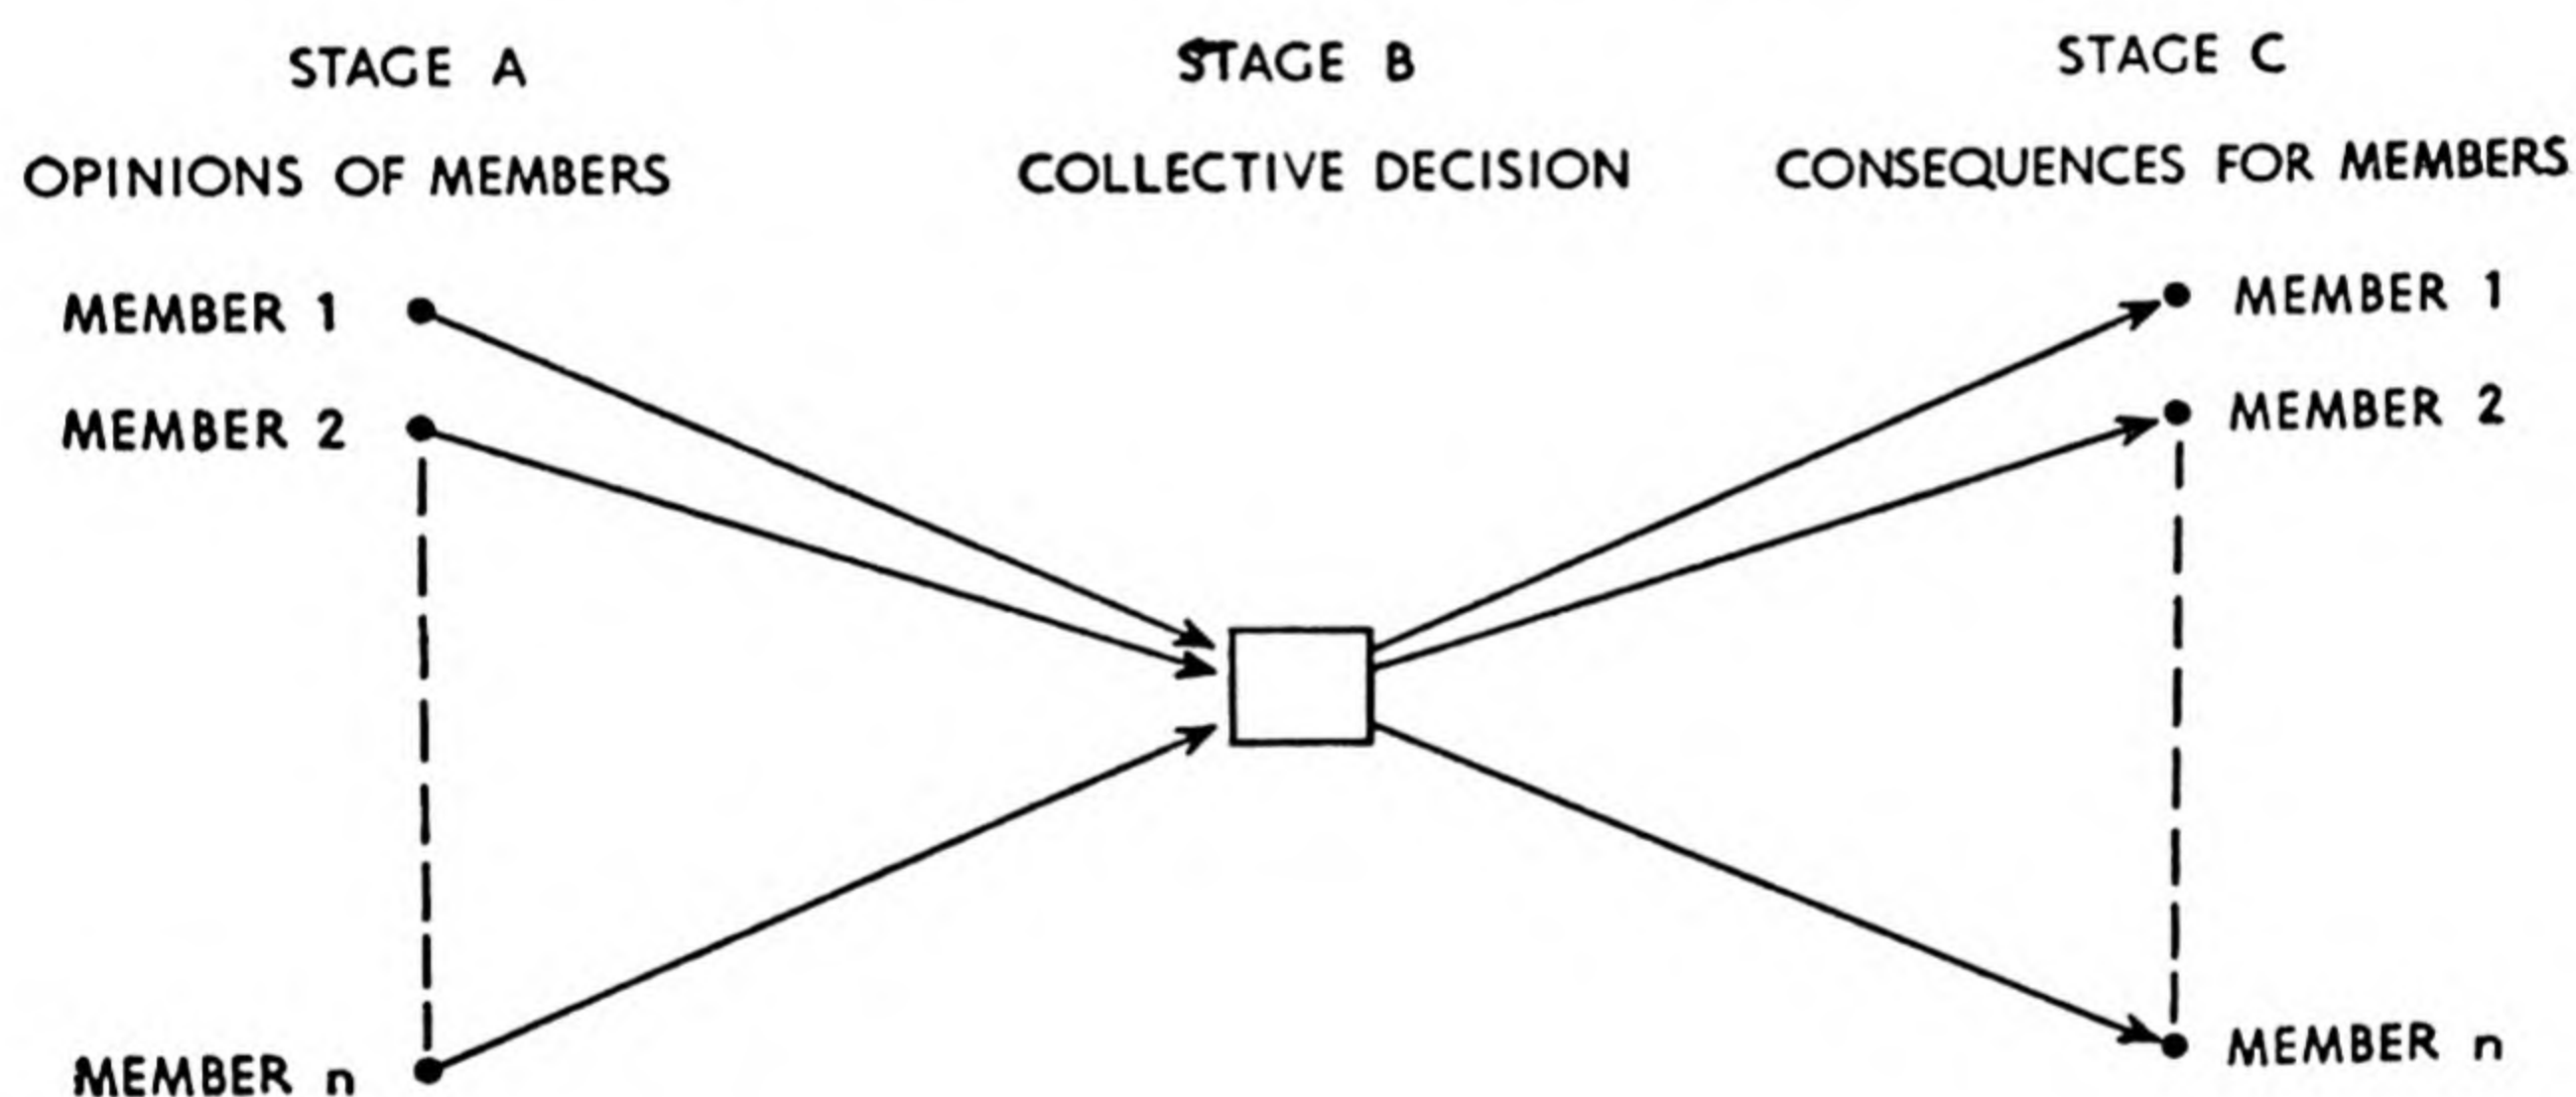 STAGE A
OPINIONS OF MEMBERS
MEMBER 1
MEMBER 2
MEMBER n
STAGE B
COLLECTIVE DECISION
STAGE C
CONSEQUENCES FOR MEMBERS
MEMBER 1
MEMBER 2
MEMBER n